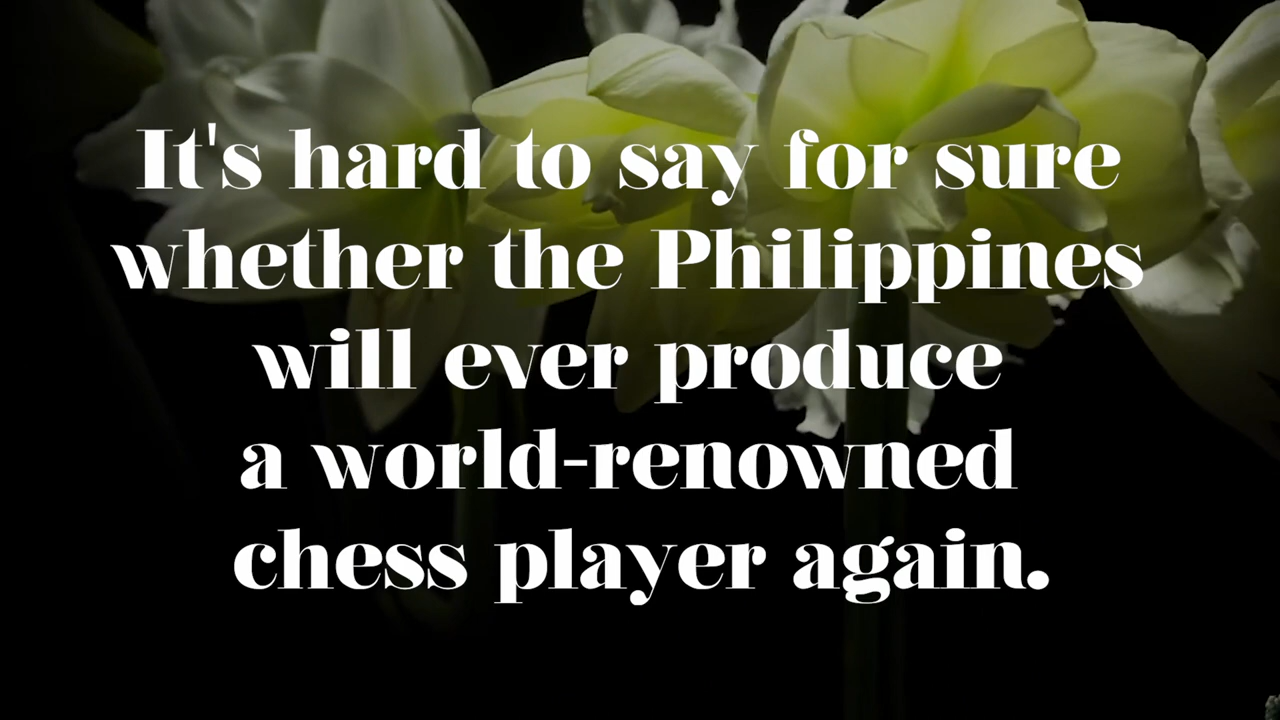 It's hard to say for sure
whether the Philippines
will ever produce
a world-renowned
chess player again.